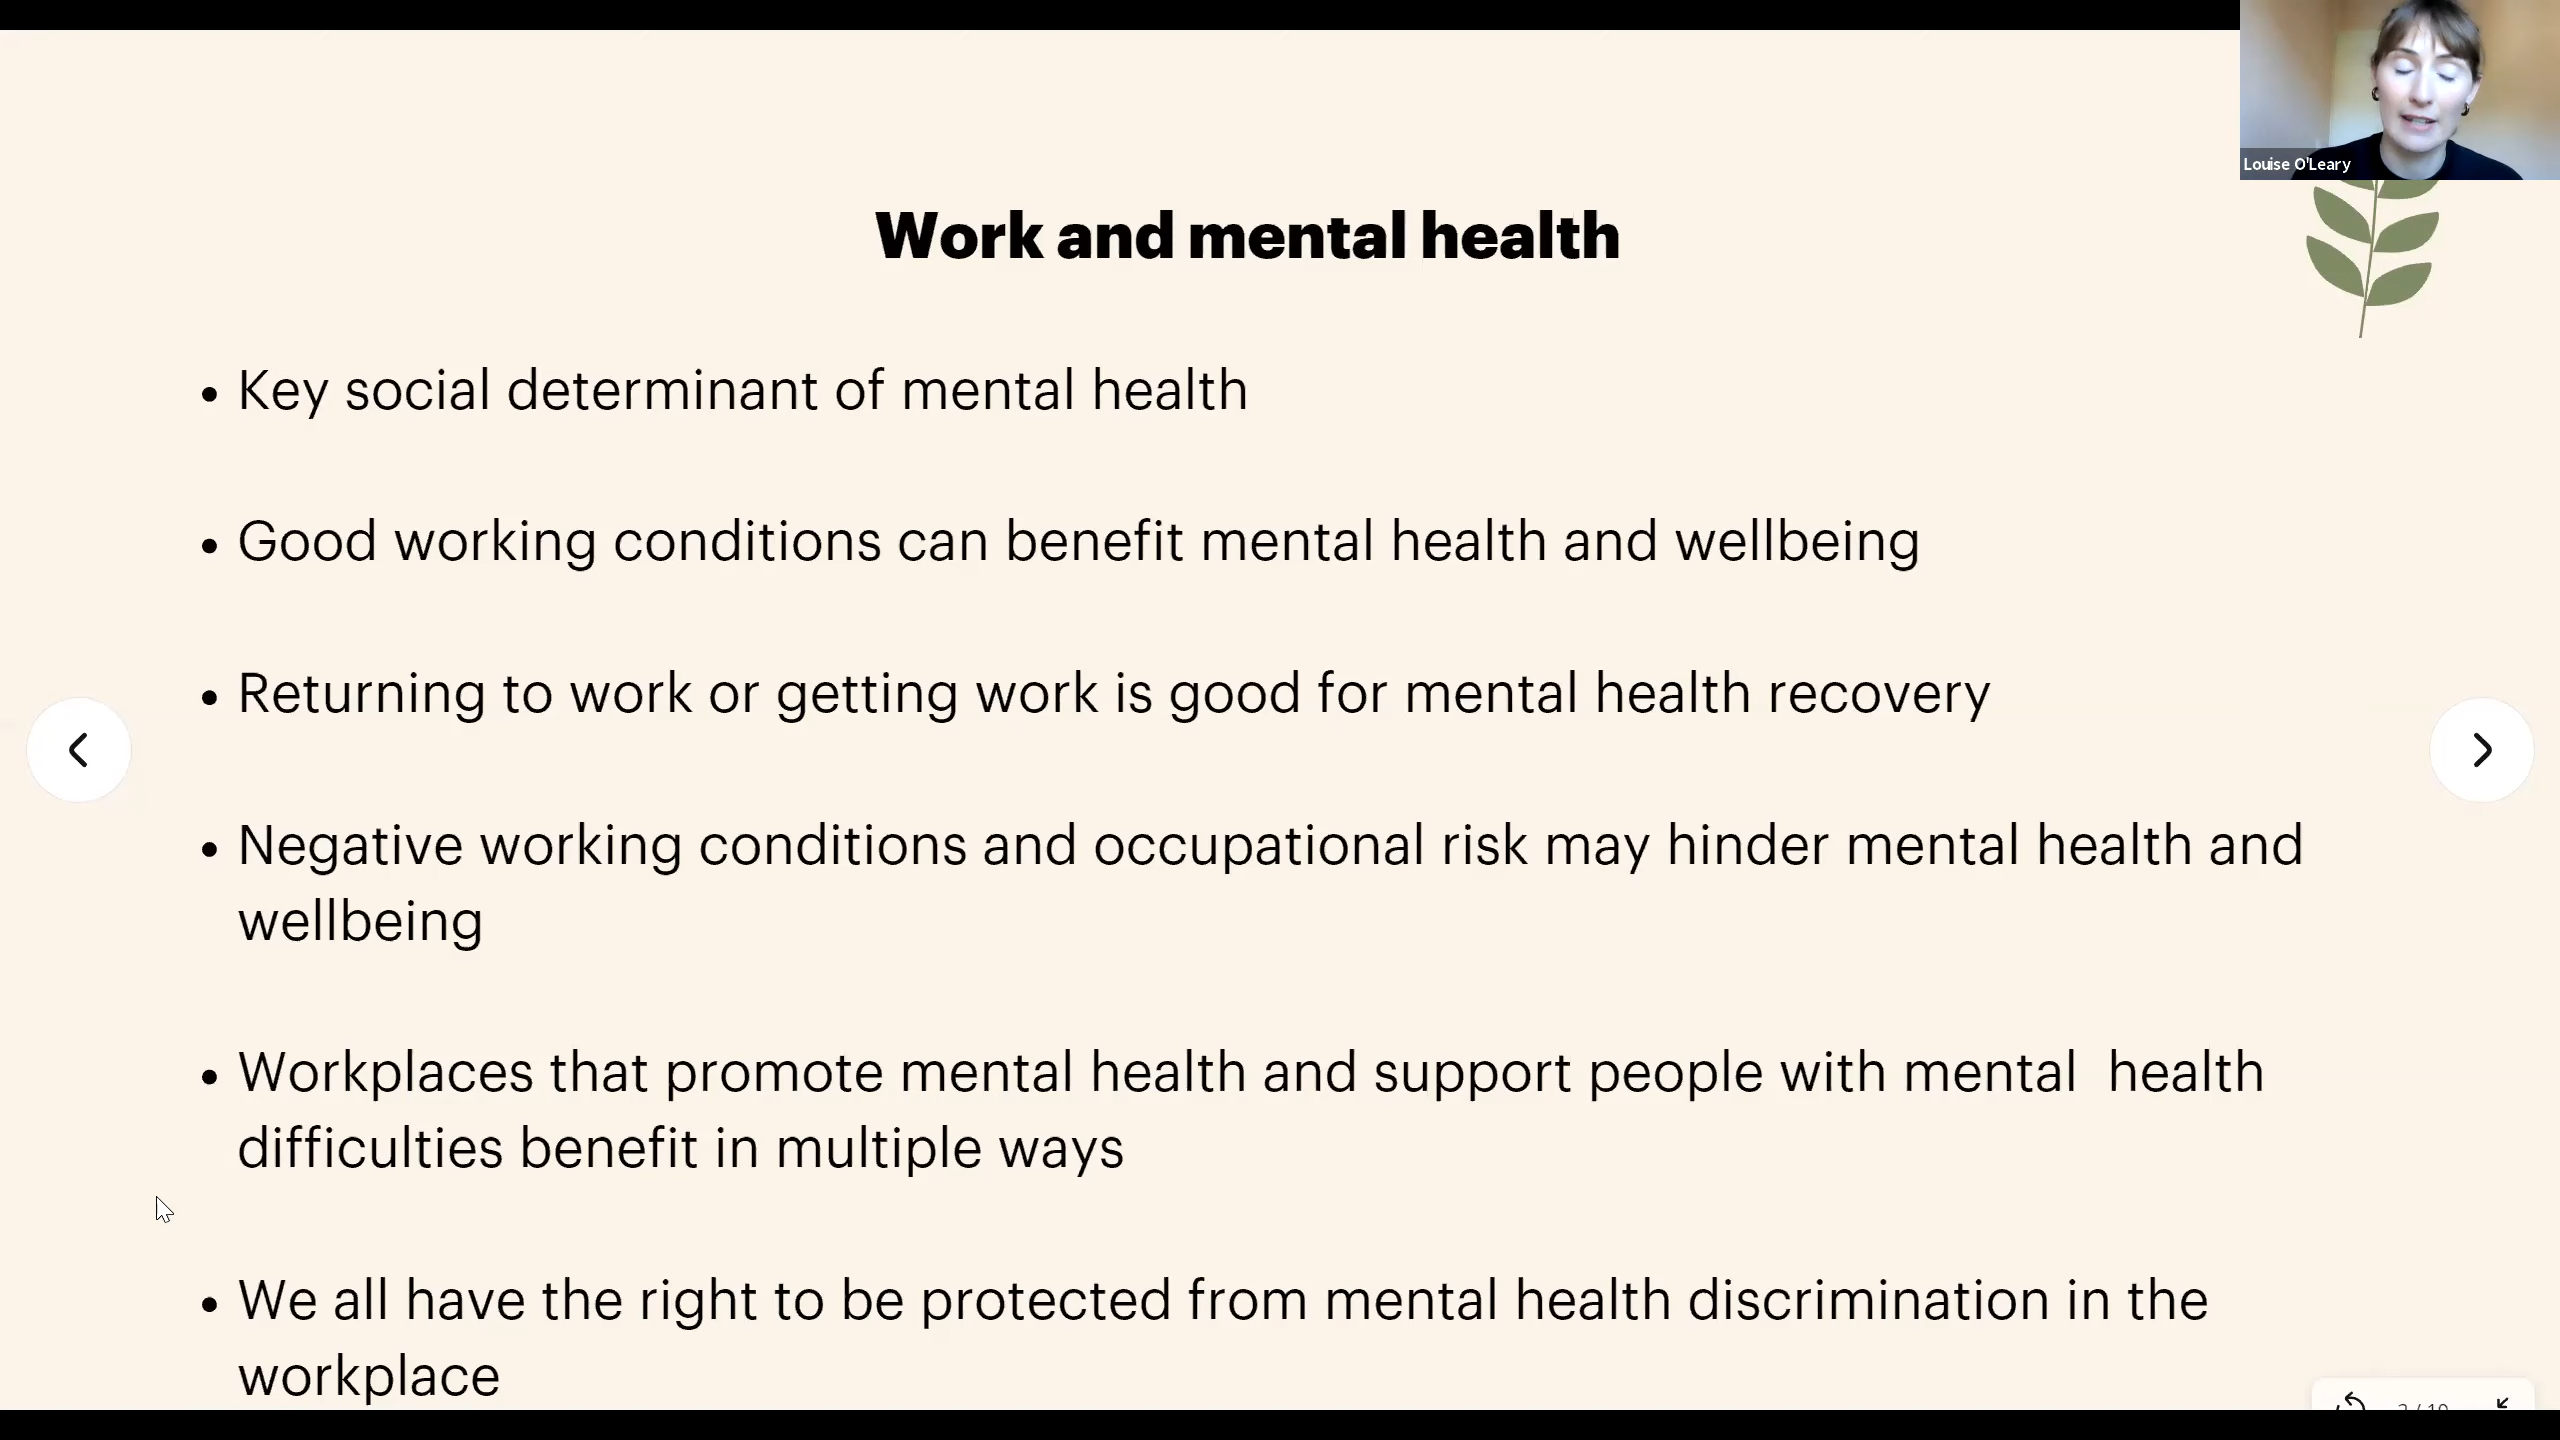 Louise O'Leary
Work and mental health
• Key social determinant of mental health
• Good working conditions can benefit mental health and wellbeing
• Returning to work or getting work is good for mental health recovery
• Negative working conditions and occupational risk may hinder mental health and
wellbeing
• Workplaces that promote mental  health and support people with mental  health
difficulties benefit in multiple ways
• We all have the right to be protected from mental health discrimination in the
workplace